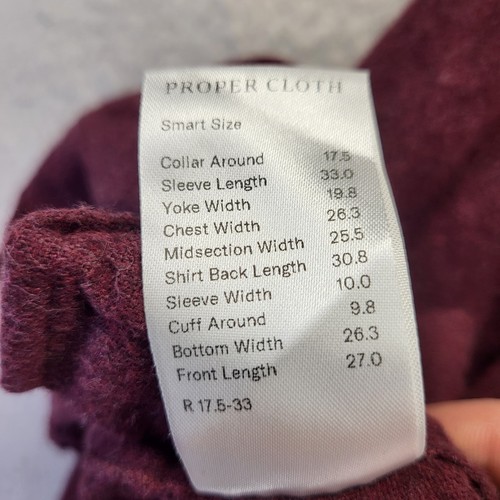 PROPER CLOTH
Smart Size
Collar Around 17.5
Sleeve Length 33.0
Yoke Width 19.8
Chest Width 26.3
Midsection Width 25.5
Shirt Back Length 30.8
Sleeve Width 10.0
Cuff Around 9.8
Bottom Width 26.3
Front Length 27.0
R 17.5-33